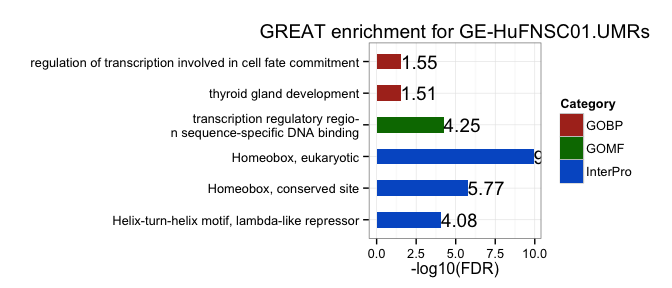 GREAT enrichment for GE-HuFNSC01.UMRs
regulation of transcription involved in cell fate commitment
1.55
thyroid gland development
1.51
transcription regulatory regio-
n sequence-specific DNA binding
4.25
Homeobox, eukaryotic
9
Homeobox, conserved site
5.77
Helix-turn-helix motif, lambda-like repressor
4.08
0.0 2.5 5.0 7.5 10.0
-log10(FDR)
Category
GOBP
GOMF
InterPro